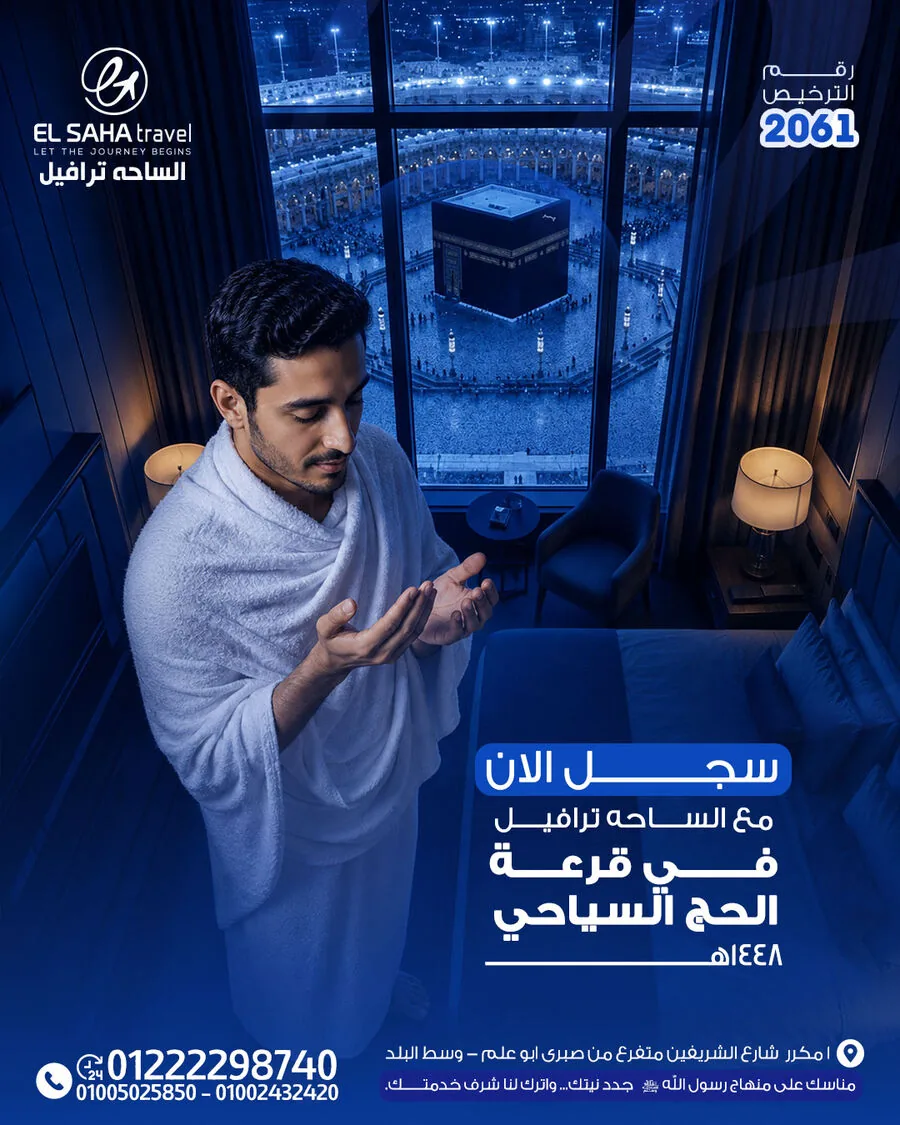 EL SAHA travel
LET THE JOURNEY BEGINS
الساحه ترافيل
رقم
الترخيص
2061
سجل الان
مع الساحه ترافيل
في قرعة
الحج السياحي
١٤٤٨هـ
١ مكرر شارع الشريفين متفرع من صبرى ابو علم – وسط البلد
مناسك على منهاج رسول الله ﷺ جدد نيتك... واترك لنا شرف خدمتك.
24 01222298740
01005025850 – 01002432420